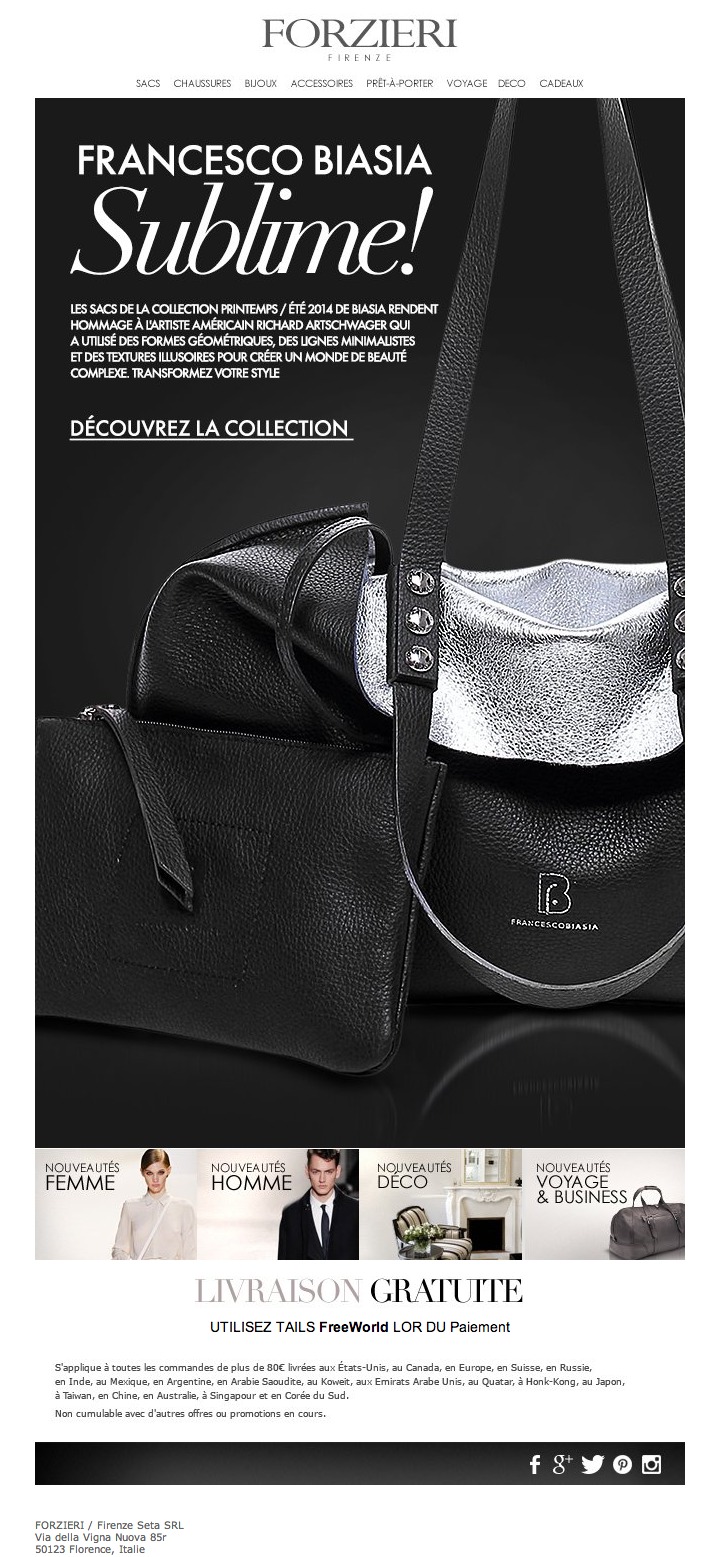 FORZIERI
FIRENZE
SACS CHAUSSURES BIJOUX ACCESSOIRES PRÊT-À-PORTER VOYAGE DECO CADEAUX
FRANCESCO BIASIA
Sublime!
LES SACS DE LA COLLECTION PRINTEMPS / ÉTÉ 2014 DE BIASIA RENDENT
HOMMAGE À L'ARTISTE AMÉRICAIN RICHARD ARTSCHWAGER QUI
A UTILISÉ DES FORMES GÉOMÉTRIQUES, DES LIGNES MINIMALISTES
ET DES TEXTURES ILLUSOIRES POUR CRÉER UN MONDE DE BEAUTÉ
COMPLEXE. TRANSFORMEZ VOTRE STYLE
DÉCOUVREZ LA COLLECTION
B
FRANCESCOBIASIA
NOUVEAUTÉS
FEMME
NOUVEAUTÉS
HOMME
NOUVEAUTÉS
DÉCO
NOUVEAUTÉS
VOYAGE
& BUSINESS
LIVRAISON GRATUITE
UTILISEZ TAILS FreeWorld LOR DU Paiement
S'applique à toutes les commandes de plus de 80€ livrées aux États-Unis, au Canada, en Europe, en Suisse, en Russie,
en Inde, au Mexique, en Argentine, en Arabie Saoudite, au Koweit, aux Emirats Arabe Unis, au Quatar, à Honk-Kong, au Japon,
à Taiwan, en Chine, en Australie, à Singapour et en Corée du Sud.
Non cumulable avec d'autres offres ou promotions en cours.
FORZIERI / Firenze Seta SRL
Via della Vigna Nuova 85r
50123 Florence, Italie